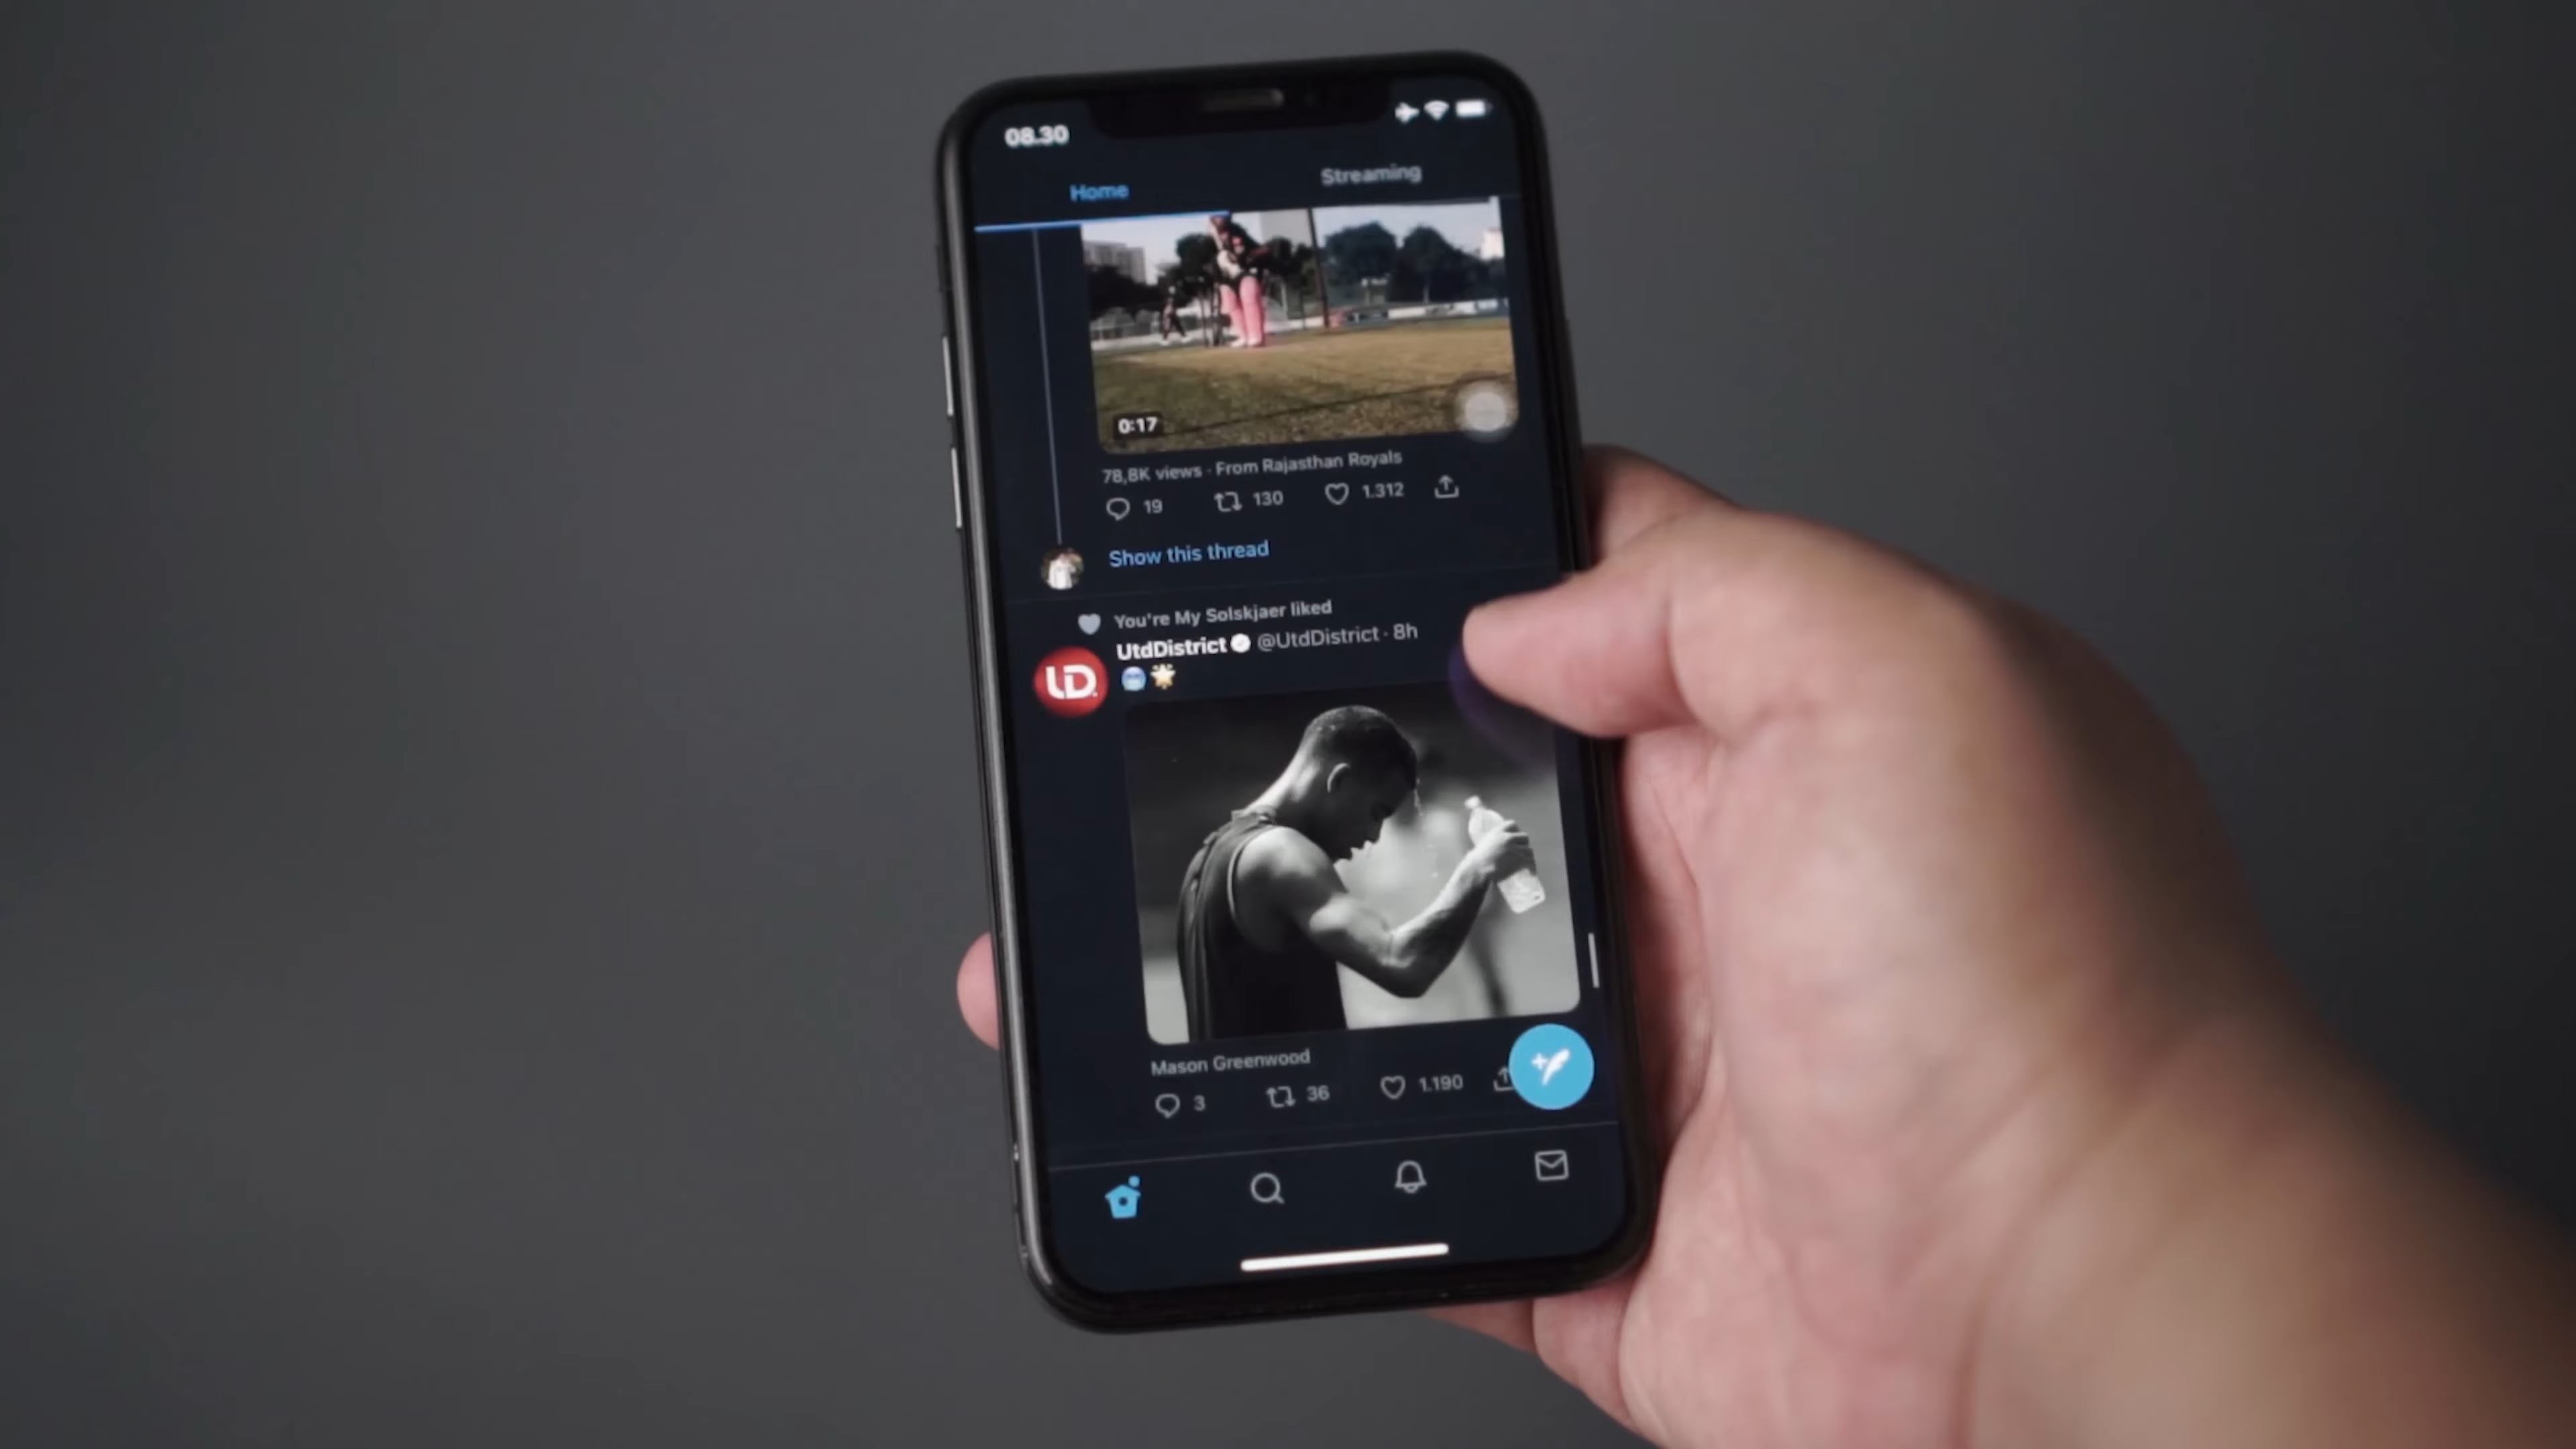 08.30
Home
Streaming
0:17
78,8K views · From Rajasthan Royals
19 130 1.312
Show this thread
You're My Solskjaer liked
UtdDistrict @UtdDistrict · 8h
UD
Mason Greenwood
3 36 1.190